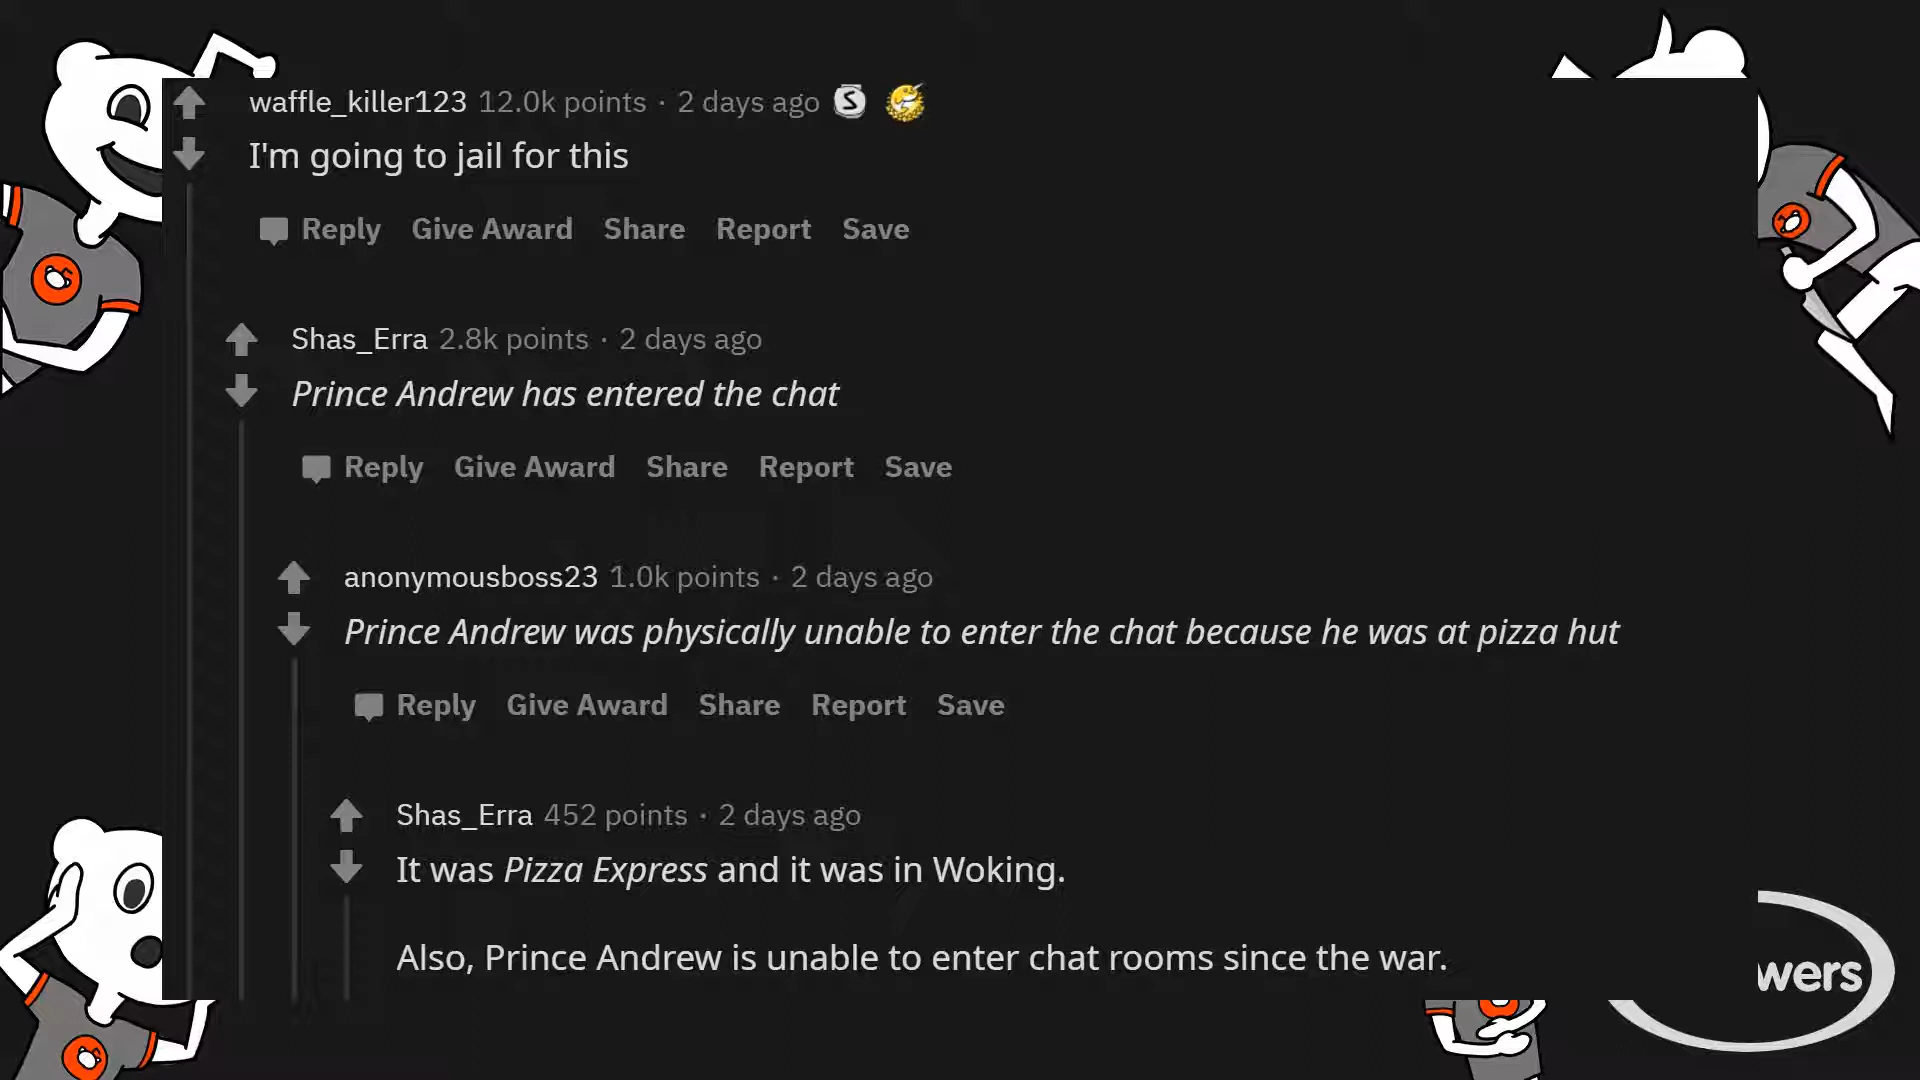 waffle_killer123 12.0k points · 2 days ago
I'm going to jail for this
Reply Give Award Share Report Save
Shas_Erra 2.8k points · 2 days ago
Prince Andrew has entered the chat
Reply Give Award Share Report Save
anonymousboss23 1.0k points · 2 days ago
Prince Andrew was physically unable to enter the chat because he was at pizza hut
Reply Give Award Share Report Save
Shas_Erra 452 points · 2 days ago
It was Pizza Express and it was in Woking.
Also, Prince Andrew is unable to enter chat rooms since the war.
wers